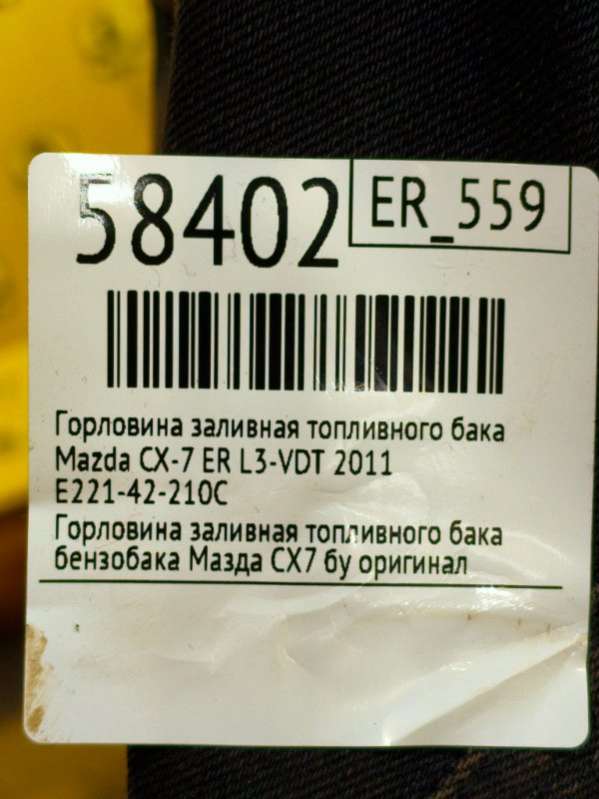 58402
ER_559
Горловина заливная топливного бака
Mazda CX-7 ER L3-VDT 2011
E221-42-210C
Горловина заливная топливного бака
бензобака Мазда СХ7 бу оригинал